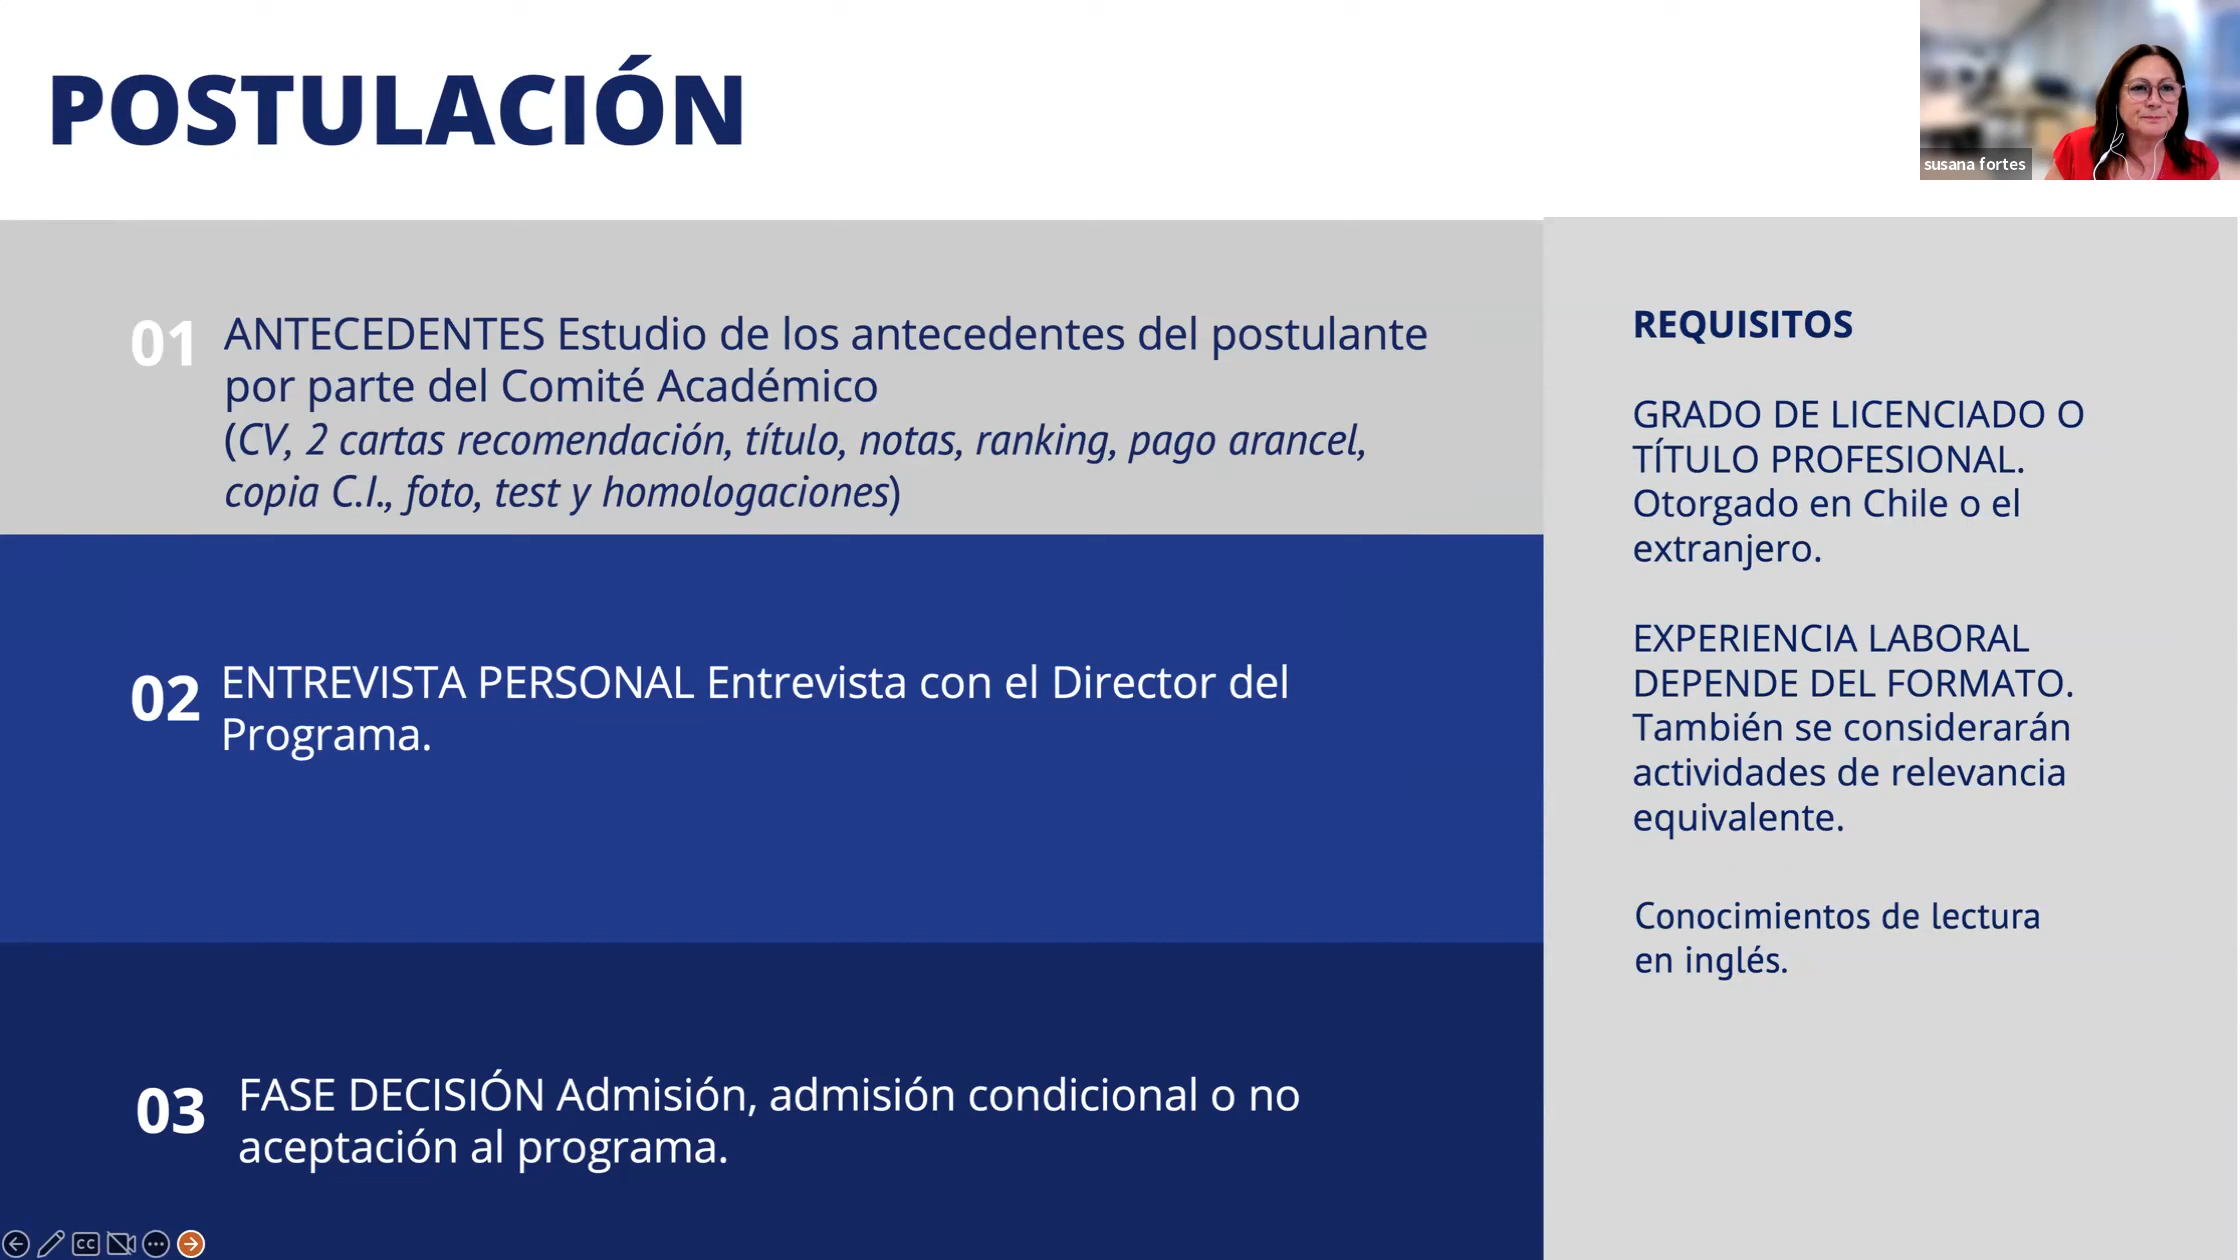 POSTULACIÓN
susana fortes
01
ANTECEDENTES Estudio de los antecedentes del postulante
por parte del Comité Académico
(CV, 2 cartas recomendación, título, notas, ranking, pago arancel,
copia C.I., foto, test y homologaciones)
02
ENTREVISTA PERSONAL Entrevista con el Director del
Programa.
03
FASE DECISIÓN Admisión, admisión condicional o no
aceptación al programa.
REQUISITOS
GRADO DE LICENCIADO O
TÍTULO PROFESIONAL.
Otorgado en Chile o el
extranjero.
EXPERIENCIA LABORAL
DEPENDE DEL FORMATO.
También se considerarán
actividades de relevancia
equivalente.
Conocimientos de lectura
en inglés.
CC